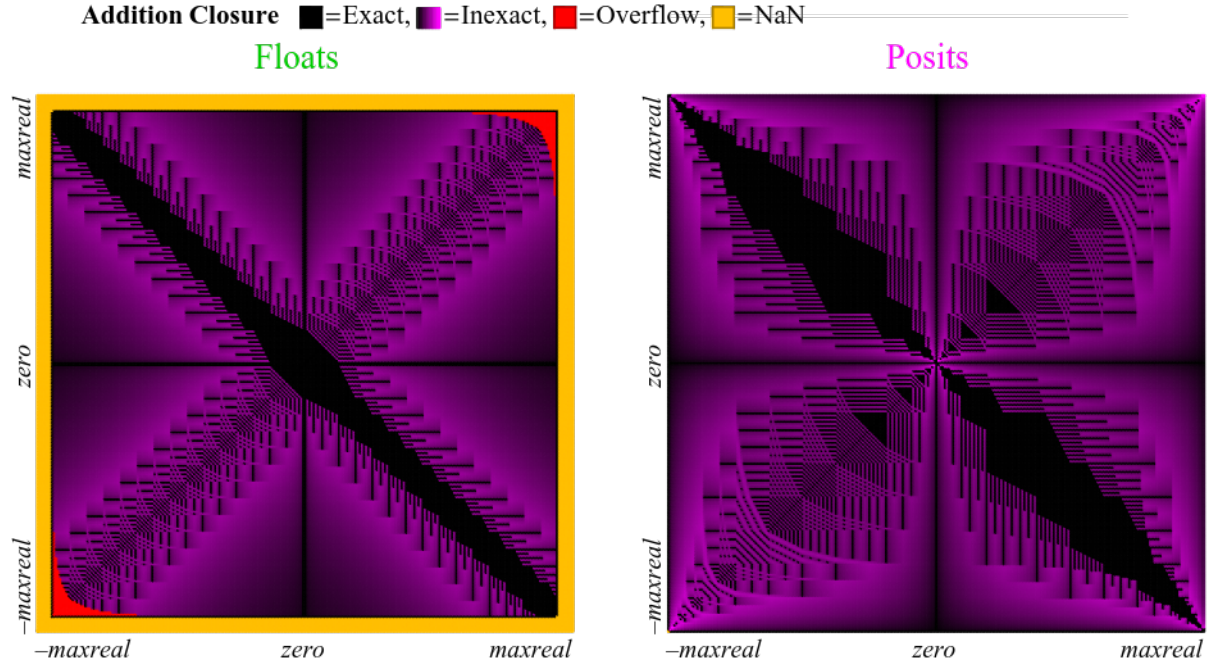 Addition Closure =Exact, =Inexact, =Overflow, =NaN
Floats Posits
maxreal
zero
–maxreal
maxreal
zero
–maxreal
–maxreal zero maxreal –maxreal zero maxreal